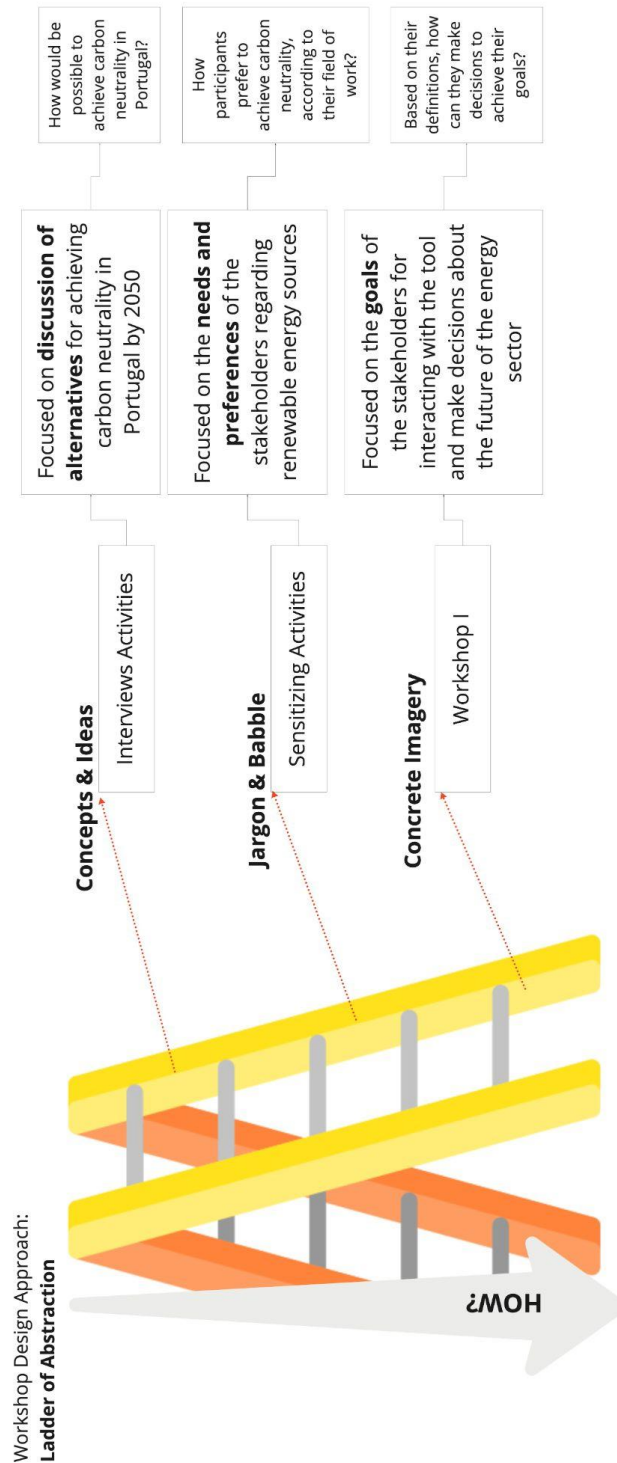 Workshop Design Approach:
Ladder of Abstraction
HOW?
Concepts & Ideas
Interviews Activities
Focused on discussion of
alternatives for achieving
carbon neutrality in
Portugal by 2050
How would be
possible to
achieve carbon
neutrality in
Portugal?
Jargon & Babble
Sensitizing Activities
Focused on the needs and
preferences of the
stakeholders regarding
renewable energy sources
How
participants
prefer to
achieve carbon
neutrality,
according to
their field of
work?
Concrete Imagery
Workshop I
Focused on the goals of
the stakeholders for
interacting with the tool
and make decisions about
the future of the energy
sector
Based on their
definitions, how
can they make
decisions to
achieve their
goals?